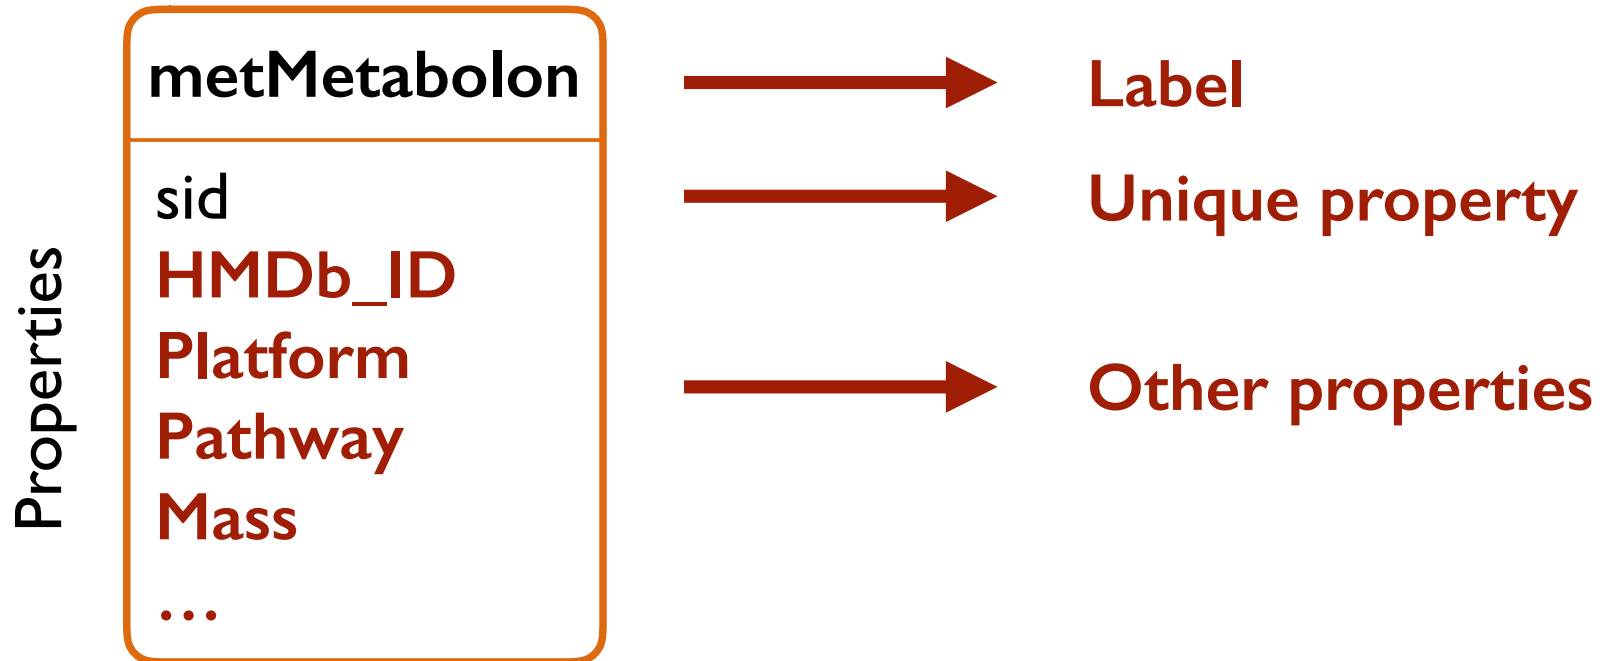 metMetabolon
Label
Properties
sid
Unique property
HMDb_ID
Platform
Other properties
Pathway
Mass
...